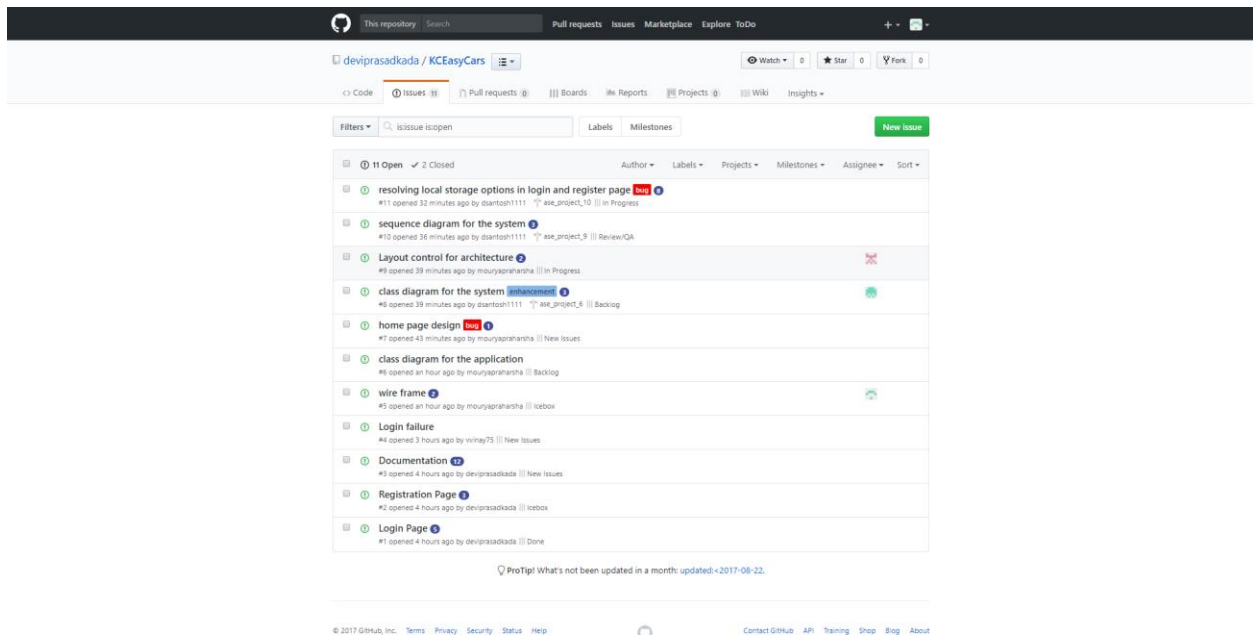 This repository Search Pull requests Issues Marketplace Explore ToDo
deviprasadkada / KCEasyCars Watch 0 Star 0 Fork 0
Code Issues 11 Pull requests 0 Boards Reports Projects 0 Wiki Insights
Filters is:issue is:open Labels Milestones New issue
11 Open 2 Closed Author Labels Projects Milestones Assignee Sort
resolving local storage options in login and register page bug 8
#11 opened 32 minutes ago by dsantosh1111 ase_project_10 In Progress
sequence diagram for the system 3
#10 opened 36 minutes ago by dsantosh1111 ase_project_9 Review/QA
Layout control for architecture 2
#9 opened 39 minutes ago by mouryapraharsha In Progress
class diagram for the system enhancement 3
#8 opened 39 minutes ago by dsantosh1111 ase_project_6 Backlog
home page design bug 1
#7 opened 43 minutes ago by mouryapraharsha New Issues
class diagram for the application
#6 opened an hour ago by mouryapraharsha Backlog
wire frame 2
#5 opened an hour ago by mouryapraharsha Icebox
Login failure
#4 opened 3 hours ago by vvinay75 New Issues
Documentation 12
#3 opened 4 hours ago by deviprasadkada New Issues
Registration Page 3
#2 opened 4 hours ago by deviprasadkada Icebox
Login Page 5
#1 opened 4 hours ago by deviprasadkada Done
ProTip! What's not been updated in a month: updated:<2017-08-22.
© 2017 GitHub, Inc. Terms Privacy Security Status Help Contact GitHub API Training Shop Blog About